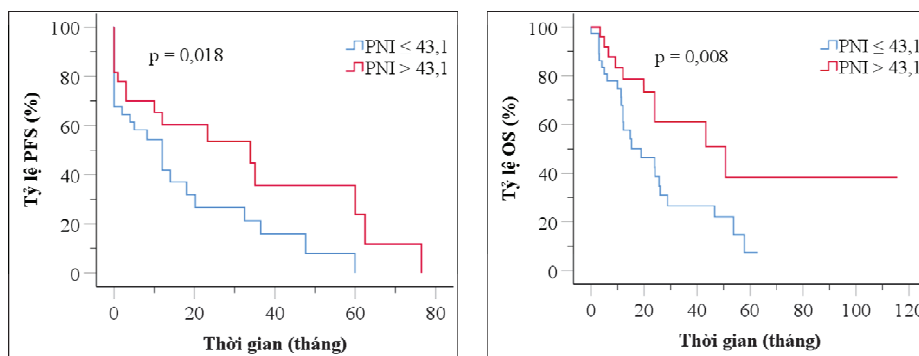 p = 0,018
PNI < 43,1
PNI > 43,1
Tỷ lệ PFS (%)
100
80
60
40
20
0
0 20 40 60 80
Thời gian (tháng)
p = 0,008
PNI ≤ 43,1
PNI > 43,1
Tỷ lệ OS (%)
100
80
60
40
20
0
0 20 40 60 80 100 120
Thời gian (tháng)